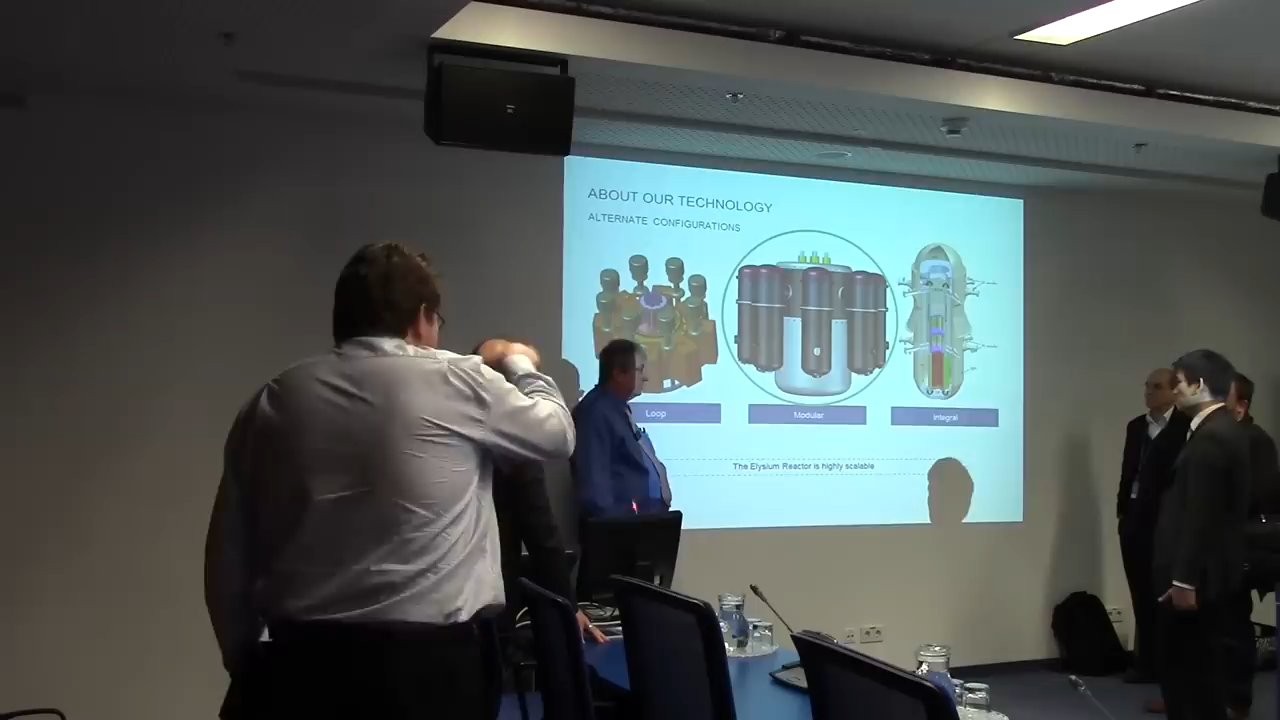 ABOUT OUR TECHNOLOGY
ALTERNATE CONFIGURATIONS
Loop
Modular
Integral
The Elysium Reactor is highly scalable